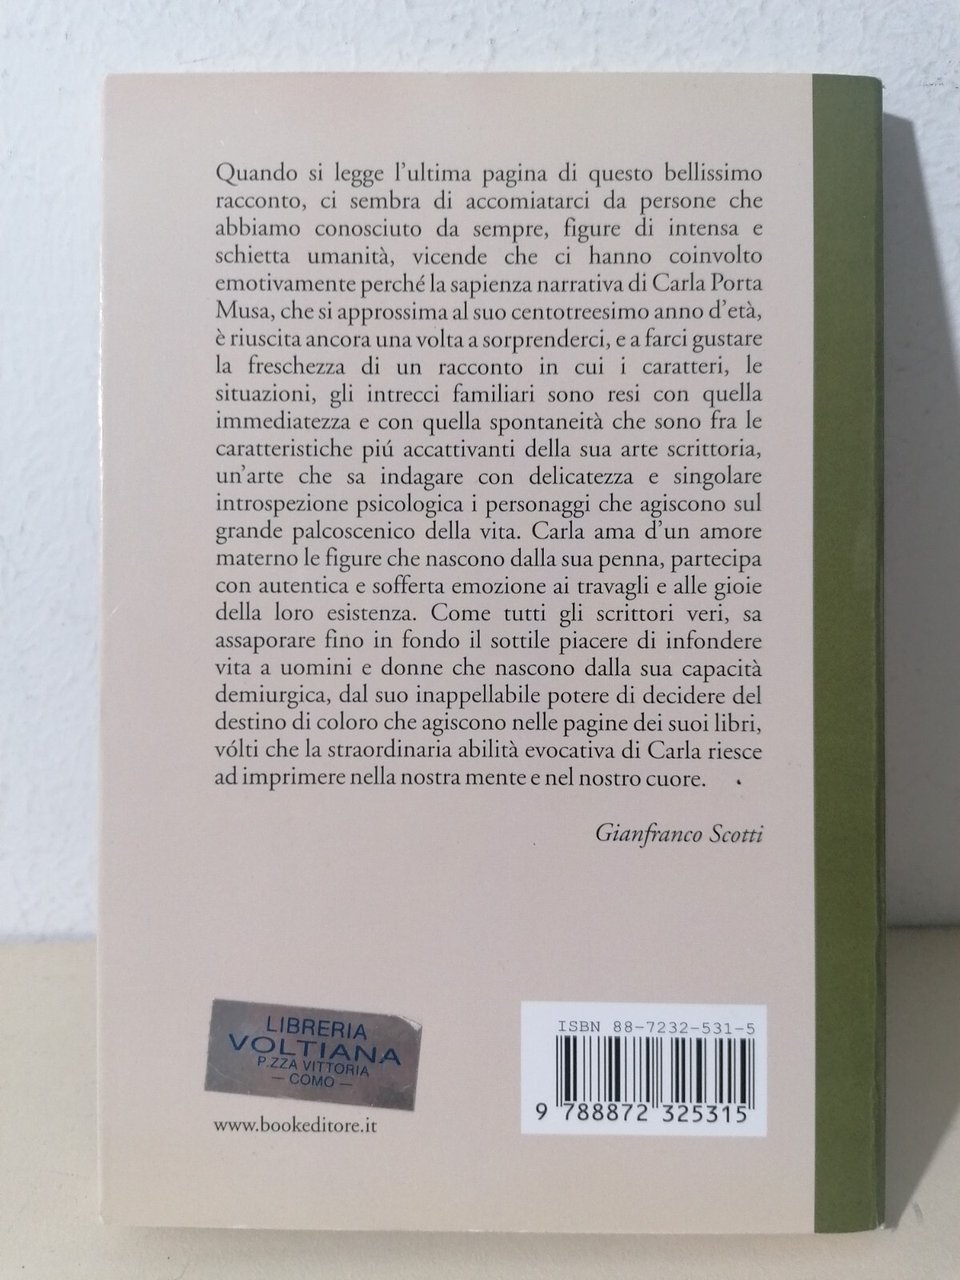 Quando si legge l'ultima pagina di questo bellissimo
racconto, ci sembra di accomiatarci da persone che
abbiamo conosciuto da sempre, figure di intensa e
schietta umanità, vicende che ci hanno coinvolto
emotivamente perché la sapienza narrativa di Carla Porta
Musa, che si approssima al suo centotreesimo anno d'età,
è riuscita ancora una volta a sorprenderci, e a farci gustare
la freschezza di un racconto in cui i caratteri, le
situazioni, gli intrecci familiari sono resi con quella
immediatezza e con quella spontaneità che sono fra le
caratteristiche piú accattivanti della sua arte scrittoria,
un'arte che sa indagare con delicatezza e singolare
introspezione psicologica i personaggi che agiscono sul
grande palcoscenico della vita. Carla ama d'un amore
materno le figure che nascono dalla sua penna, partecipa
con autentica e sofferta emozione ai travagli e alle gioie
della loro esistenza. Come tutti gli scrittori veri, sa
assaporare fino in fondo il sottile piacere di infondere
vita a uomini e donne che nascono dalla sua capacità
demiurgica, dal suo inappellabile potere di decidere del
destino di coloro che agiscono nelle pagine dei suoi libri,
vólti che la straordinaria abilità evocativa di Carla riesce
ad imprimere nella nostra mente e nel nostro cuore.
Gianfranco Scotti
LIBRERIA
VOLTIANA
P.ZZA VITTORIA
— COMO —
www.bookeditore.it
ISBN 88-7232-531-5
9 788872 325315